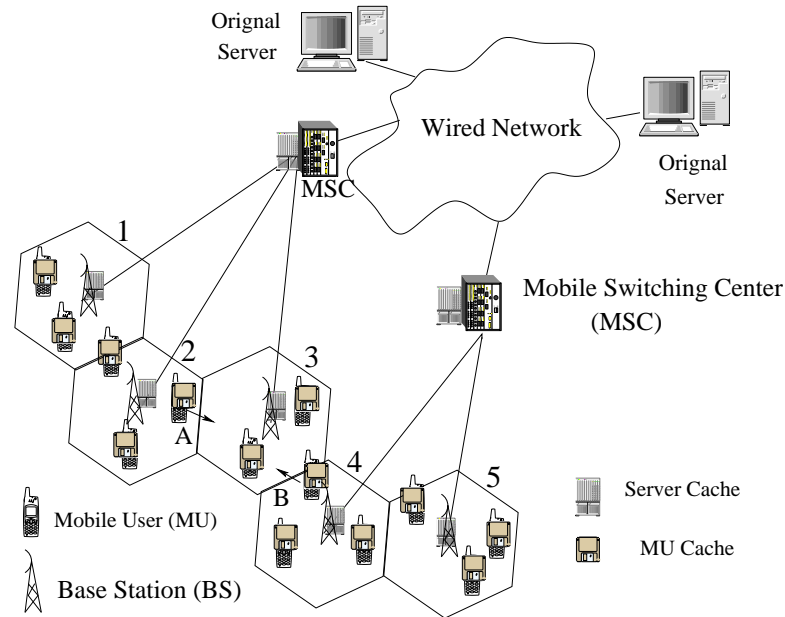 Orignal
Server
Wired Network
Orignal
Server
MSC
Mobile Switching Center
(MSC)
1
2
3
A
B
4
5
Mobile User (MU)
Base Station (BS)
Server Cache
MU Cache